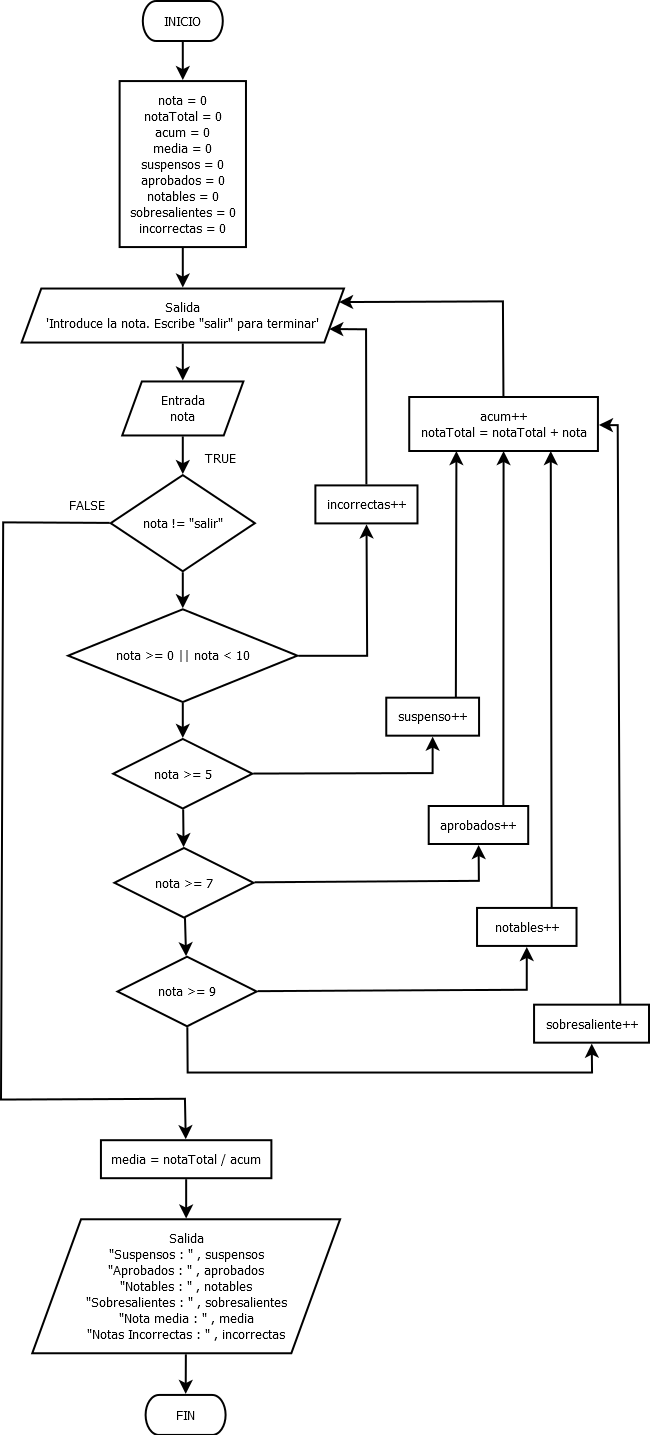 INICIO
nota = 0
notaTotal = 0
acum = 0
media = 0
suspensos = 0
aprobados = 0
notables = 0
sobresalientes = 0
incorrectas = 0
Salida
'Introduce la nota. Escribe "salir" para terminar'
Entrada
nota
acum++
notaTotal = notaTotal + nota
TRUE
FALSE
incorrectas++
nota != "salir"
nota >= 0 || nota < 10
suspenso++
nota >= 5
aprobados++
nota >= 7
notables++
nota >= 9
sobresaliente++
media = notaTotal / acum
Salida
"Suspensos : " , suspensos
"Aprobados : " , aprobados
"Notables : " , notables
"Sobresalientes : " , sobresalientes
"Nota media : " , media
"Notas Incorrectas : " , incorrectas
FIN